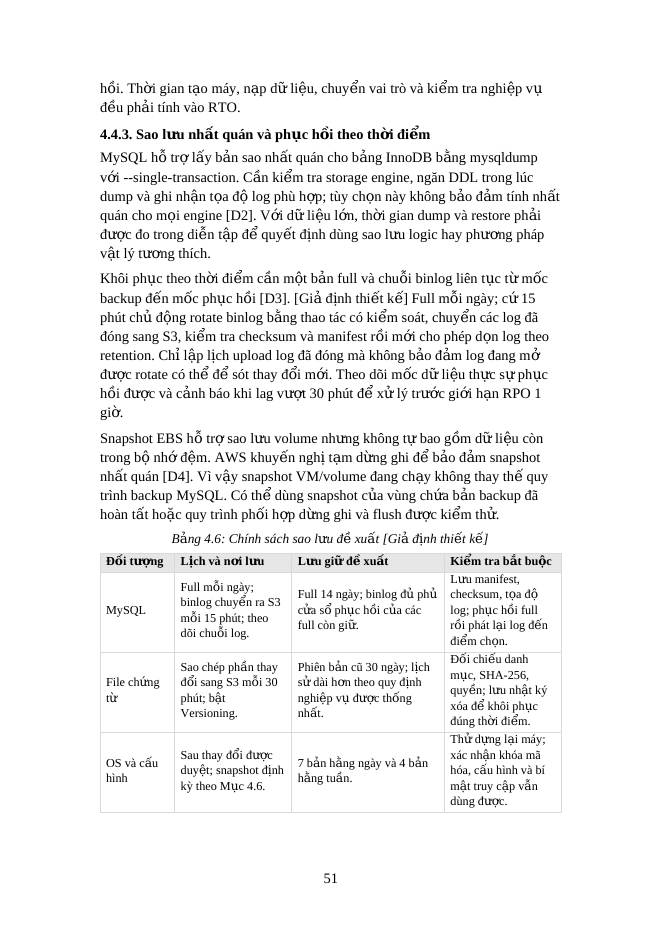 hồi. Thời gian tạo máy, nạp dữ liệu, chuyển vai trò và kiểm tra nghiệp vụ
đều phải tính vào RTO.
4.4.3. Sao lưu nhất quán và phục hồi theo thời điểm
MySQL hỗ trợ lấy bản sao nhất quán cho bảng InnoDB bằng mysqldump
với --single-transaction. Cần kiểm tra storage engine, ngăn DDL trong lúc
dump và ghi nhận tọa độ log phù hợp; tùy chọn này không bảo đảm tính nhất
quán cho mọi engine [D2]. Với dữ liệu lớn, thời gian dump và restore phải
được đo trong diễn tập để quyết định dùng sao lưu logic hay phương pháp
vật lý tương thích.
Khôi phục theo thời điểm cần một bản full và chuỗi binlog liên tục từ mốc
backup đến mốc phục hồi [D3]. [Giả định thiết kế] Full mỗi ngày; cứ 15
phút chủ động rotate binlog bằng thao tác có kiểm soát, chuyển các log đã
đóng sang S3, kiểm tra checksum và manifest rồi mới cho phép dọn log theo
retention. Chỉ lập lịch upload log đã đóng mà không bảo đảm log đang mở
được rotate có thể để sót thay đổi mới. Theo dõi mốc dữ liệu thực sự phục
hồi được và cảnh báo khi lag vượt 30 phút để xử lý trước giới hạn RPO 1
giờ.
Snapshot EBS hỗ trợ sao lưu volume nhưng không tự bao gồm dữ liệu còn
trong bộ nhớ đệm. AWS khuyến nghị tạm dừng ghi để bảo đảm snapshot
nhất quán [D4]. Vì vậy snapshot VM/volume đang chạy không thay thế quy
trình backup MySQL. Có thể dùng snapshot của vùng chứa bản backup đã
hoàn tất hoặc quy trình phối hợp dừng ghi và flush được kiểm thử.
Bảng 4.6: Chính sách sao lưu đề xuất [Giả định thiết kế]
Đối tượng Lịch và nơi lưu Lưu giữ đề xuất Kiểm tra bắt buộc
MySQL
Full mỗi ngày;
binlog chuyển ra S3
mỗi 15 phút; theo
dõi chuỗi log.
Full 14 ngày; binlog đủ phủ
cửa sổ phục hồi của các
full còn giữ.
Lưu manifest,
checksum, tọa độ
log; phục hồi full
rồi phát lại log đến
điểm chọn.
File chứng
từ
Sao chép phần thay
đổi sang S3 mỗi 30
phút; bật
Versioning.
Phiên bản cũ 30 ngày; lịch
sử dài hơn theo quy định
nghiệp vụ được thống
nhất.
Đối chiếu danh
mục, SHA-256,
quyền; lưu nhật ký
xóa để khôi phục
đúng thời điểm.
OS và cấu
hình
Sau thay đổi được
duyệt; snapshot định
kỳ theo Mục 4.6.
7 bản hằng ngày và 4 bản
hằng tuần.
Thử dựng lại máy;
xác nhận khóa mã
hóa, cấu hình và bí
mật truy cập vẫn
dùng được.
51